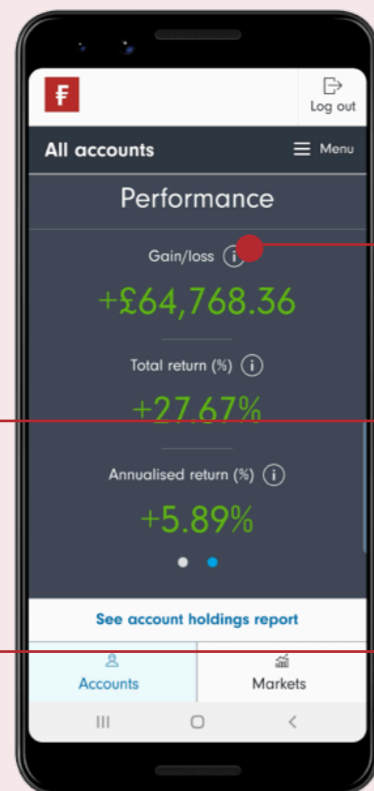 Log out
All accounts
Menu
Performance
Gain/loss i
+£64,768.36
Total return (%) i
+27.67%
Annualised return (%) i
+5.89%
See account holdings report
Accounts
Markets